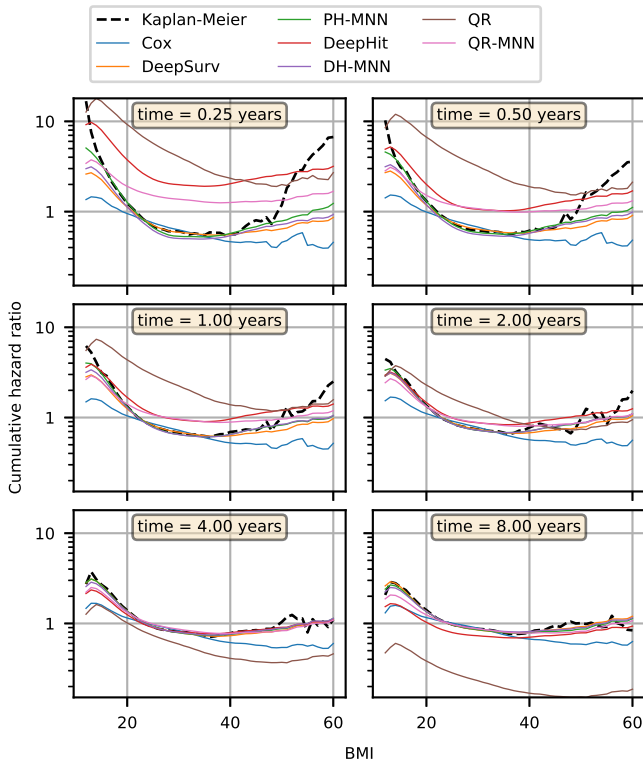 Kaplan-Meier PH-MNN QR
Cox DeepHit QR-MNN
DeepSurv DH-MNN
time = 0.25 years time = 0.50 years
10
1
time = 1.00 years time = 2.00 years
10
1
time = 4.00 years time = 8.00 years
10
1
20 40 60 20 40 60
Cumulative hazard ratio
BMI